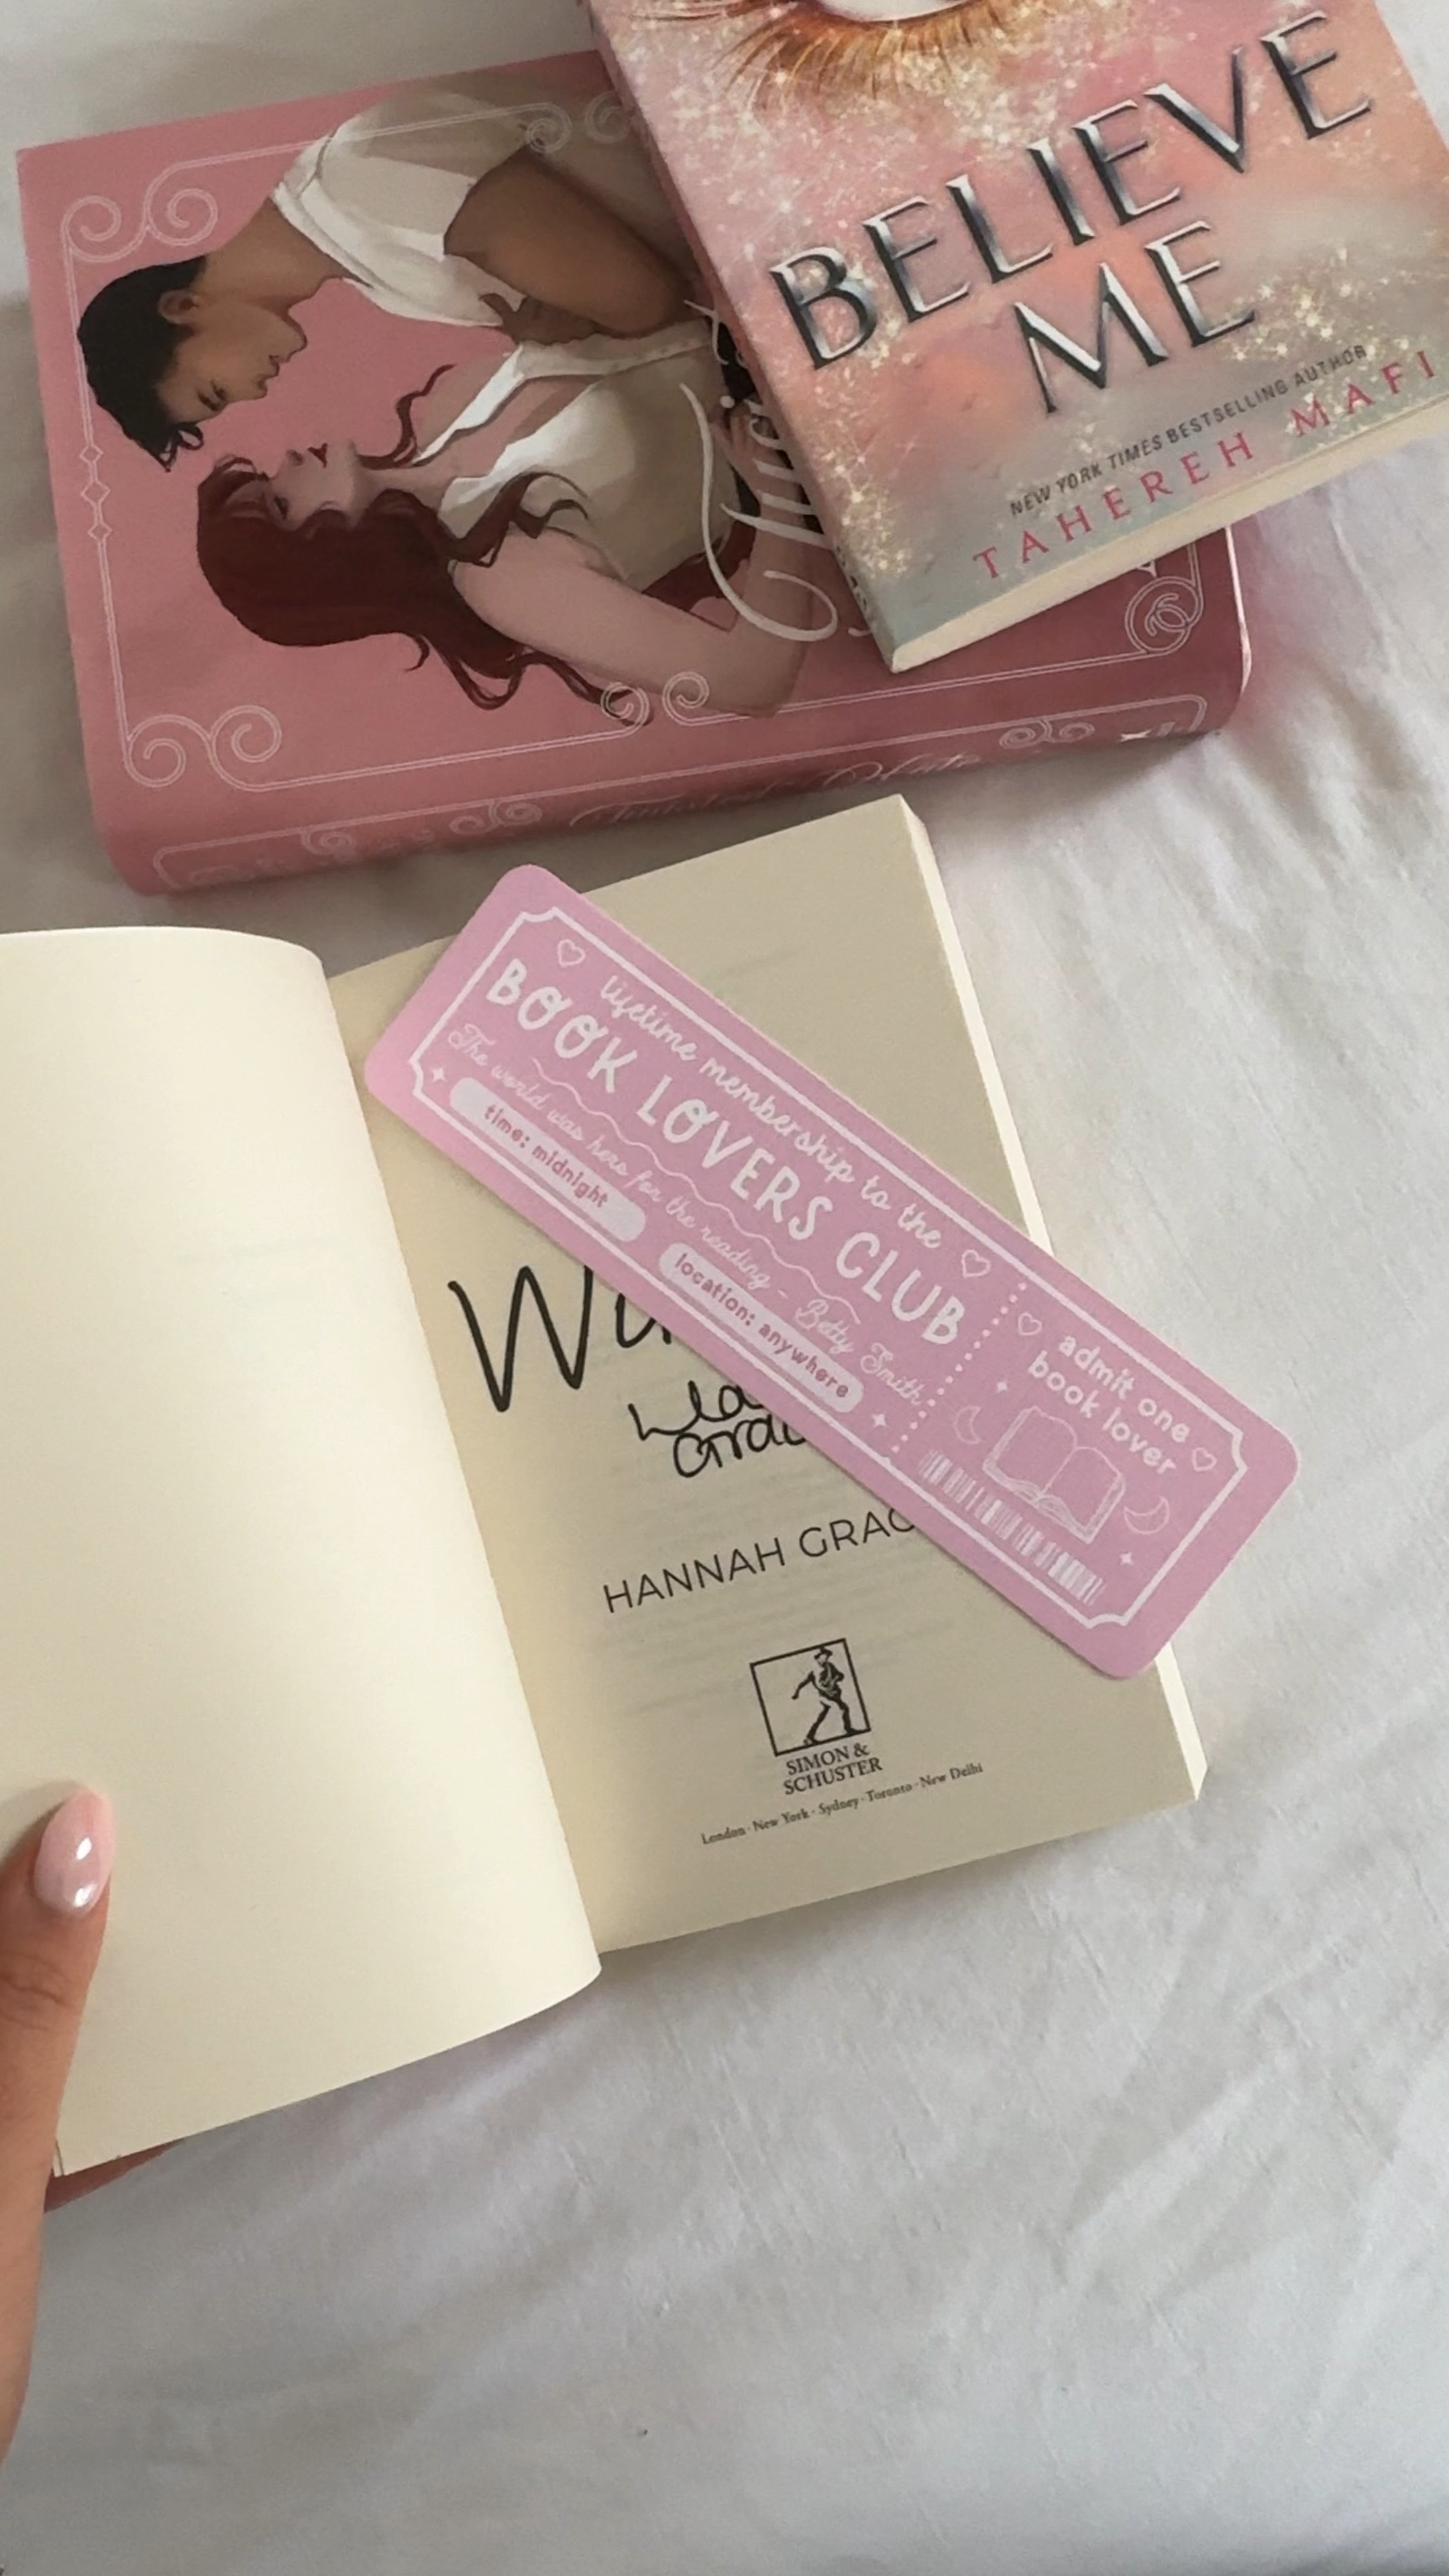 BELIEVE
ME
NEW YORK TIMES BESTSELLING AUTHOR
TAHEREH MAFI
lifetime membership to the
BOOK LOVERS CLUB
The world was hers for the reading - Betty Smith
time: midnight
location: anywhere
admit one
book lover
HANNAH GRAC
SIMON &
SCHUSTER
London · New York · Sydney · Toronto · New Delhi